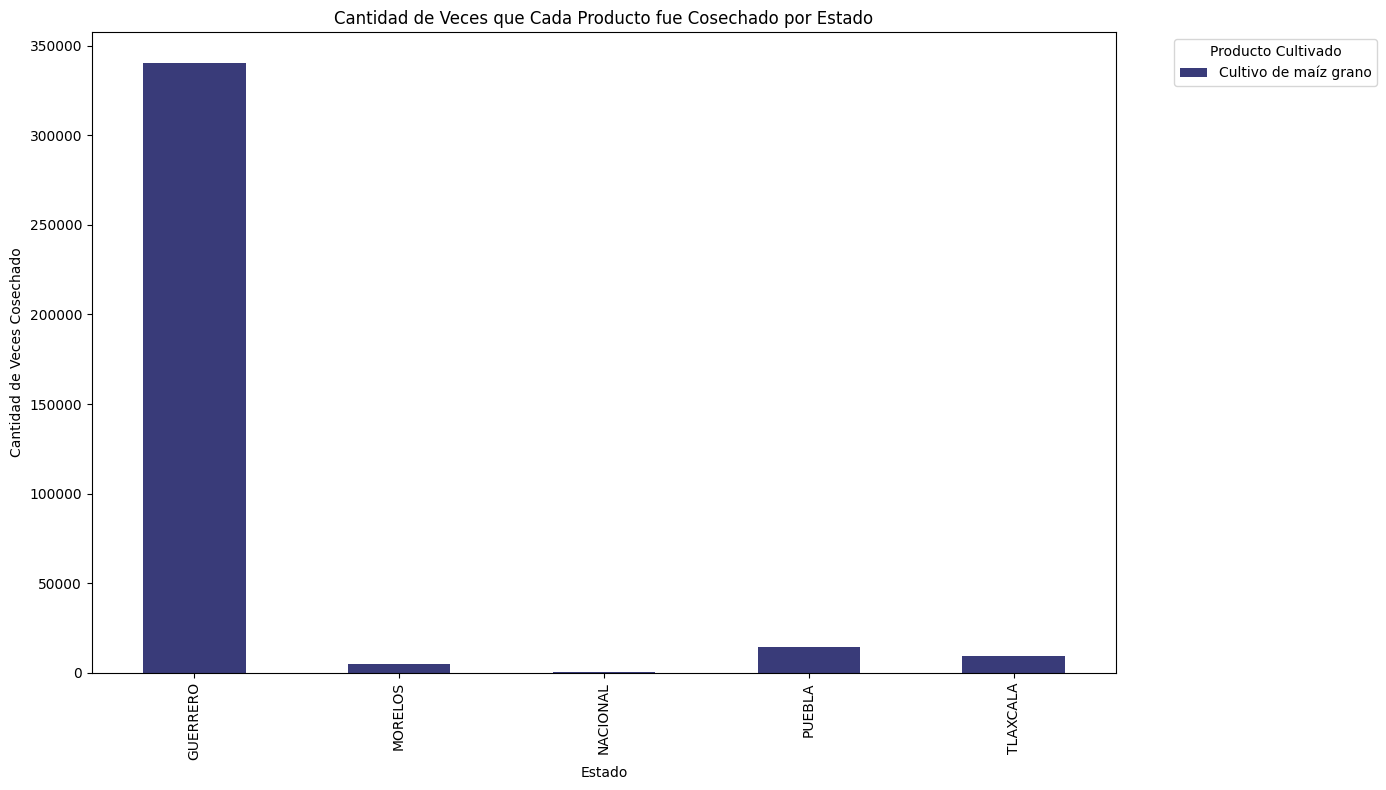 Cantidad de Veces que Cada Producto fue Cosechado por Estado
Producto Cultivado
Cultivo de maíz grano
Cantidad de Veces Cosechado
350000
300000
250000
200000
150000
100000
50000
0
GUERRERO
MORELOS
NACIONAL
PUEBLA
TLAXCALA
Estado